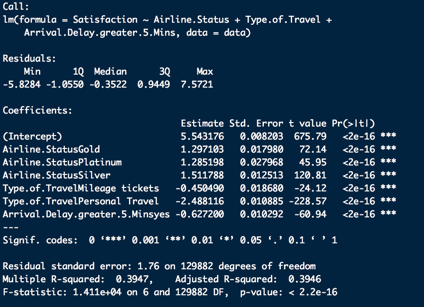 Call:
lm(formula = Satisfaction ~ Airline.Status + Type.of.Travel +
    Arrival.Delay.greater.5.Mins, data = data)
Residuals:
    Min      1Q  Median      3Q     Max
-5.8284 -1.0550 -0.3522  0.9449  7.5721
Coefficients:
                                 Estimate Std. Error t value Pr(>|t|)
(Intercept)                      5.543176   0.008203  675.79   <2e-16 ***
Airline.StatusGold               1.297103   0.017980   72.14   <2e-16 ***
Airline.StatusPlatinum           1.285198   0.027968   45.95   <2e-16 ***
Airline.StatusSilver             1.511788   0.012513  120.81   <2e-16 ***
Type.of.TravelMileage tickets   -0.450490   0.018680  -24.12   <2e-16 ***
Type.of.TravelPersonal Travel   -2.488116   0.010885 -228.57   <2e-16 ***
Arrival.Delay.greater.5.Minsyes -0.627200   0.010292  -60.94   <2e-16 ***
---
Signif. codes:  0 ‘***’ 0.001 ‘**’ 0.01 ‘*’ 0.05 ‘.’ 0.1 ‘ ’ 1
Residual standard error: 1.76 on 129882 degrees of freedom
Multiple R-squared:  0.3947,    Adjusted R-squared:  0.3946
F-statistic: 1.411e+04 on 6 and 129882 DF,  p-value: < 2.2e-16